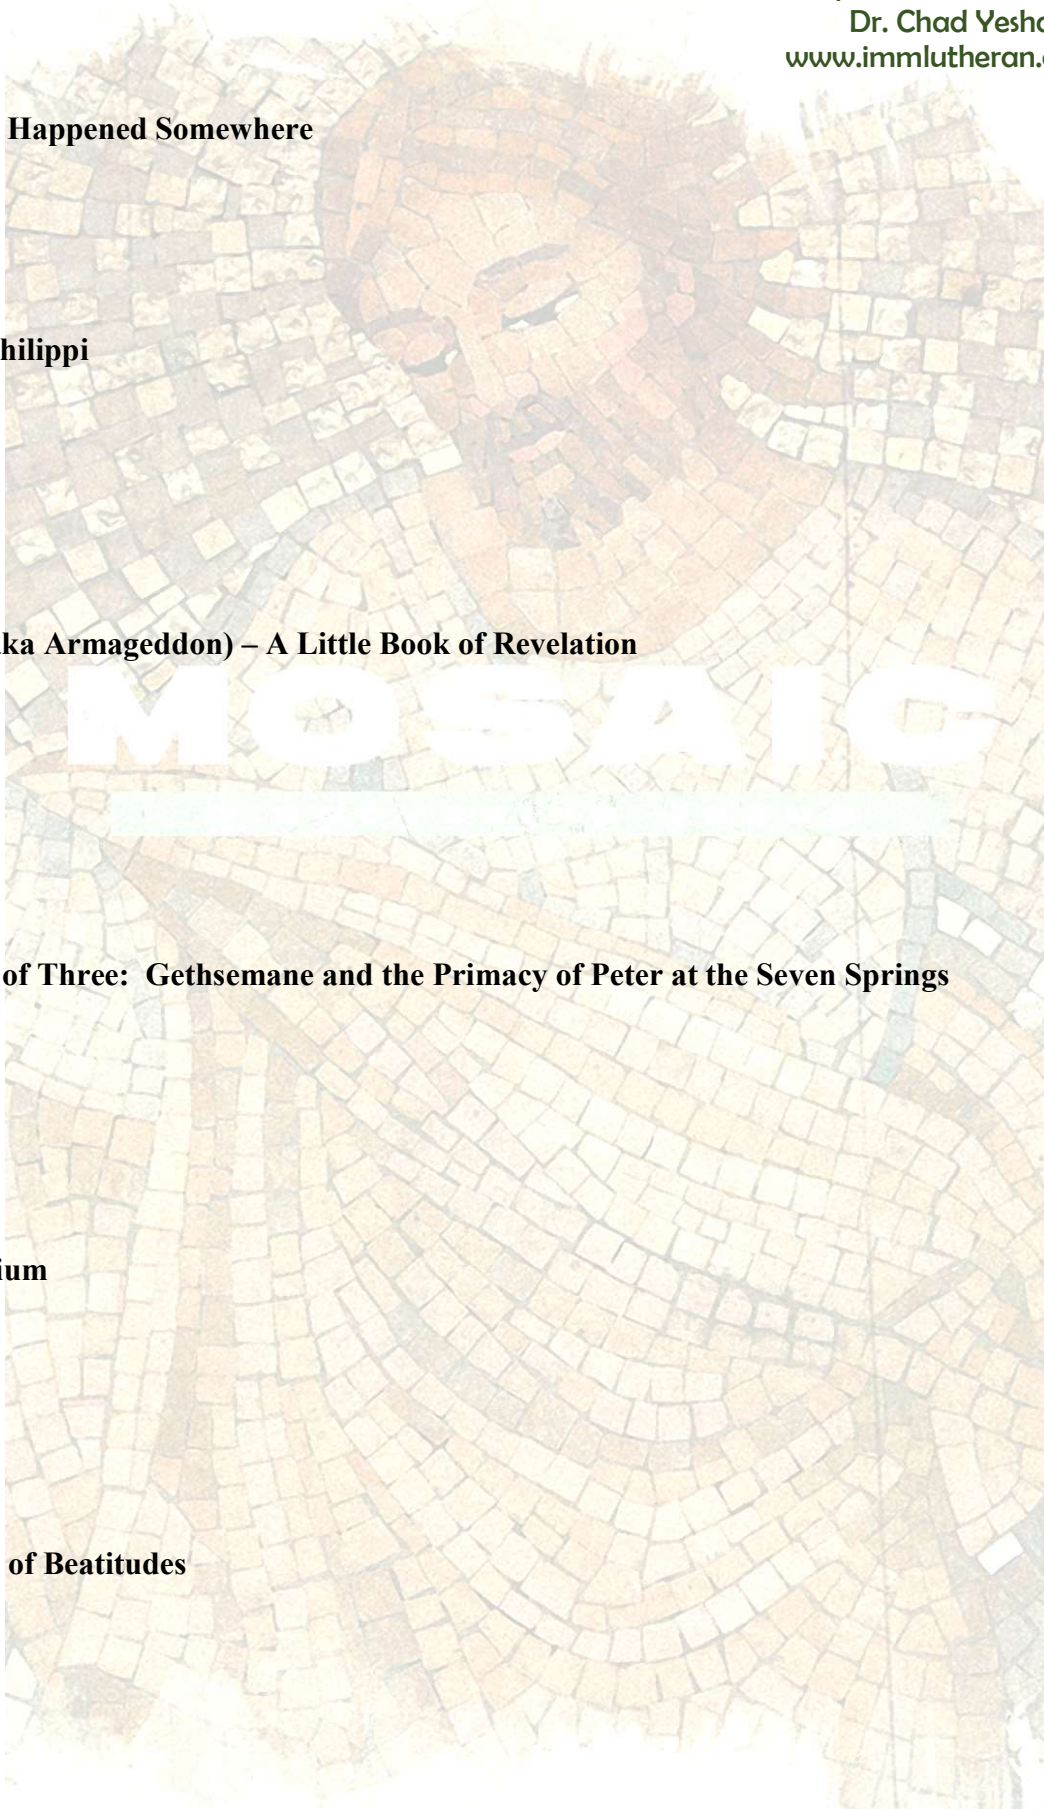 Dr. Chad Yesho
www.immlutheran.
Happened Somewhere
hilippi
ka Armageddon) – A Little Book of Revelation
MOSAIC
of Three: Gethsemane and the Primacy of Peter at the Seven Springs
ium
of Beatitudes